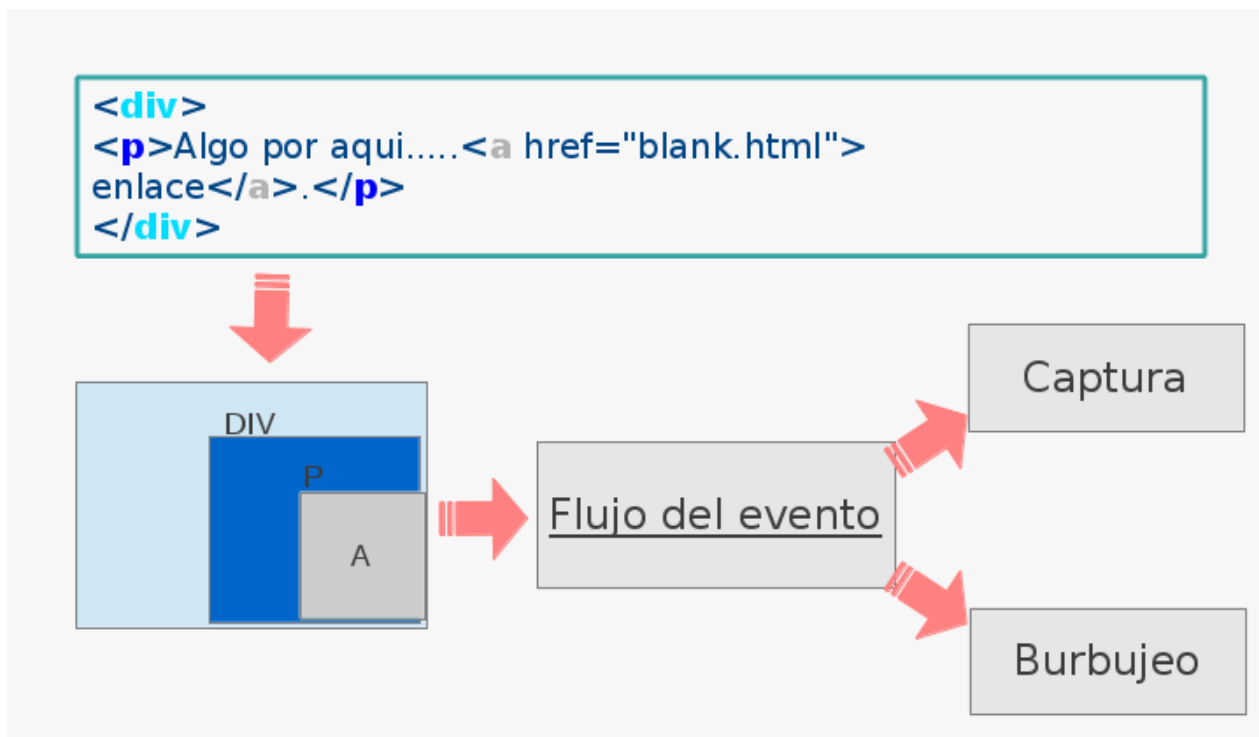 <div>
<p>Algo por aqui.....<a href="blank.html">
enlace</a>.</p>
</div>
DIV
P
A
Flujo del evento
Captura
Burbujeo